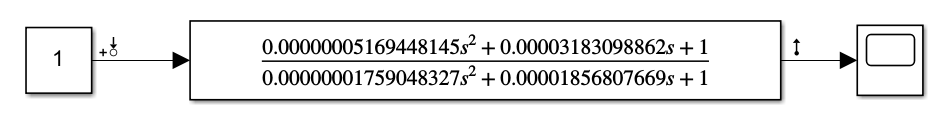 1
0.00000005169448145s² + 0.00003183098862s + 1
0.00000001759048327s² + 0.00001856807669s + 1